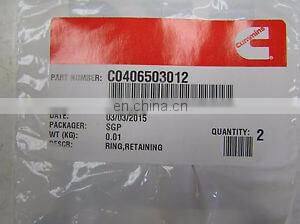 Cummins
PART NUMBER: C0406503012
DATE: 03/03/2015
PACKAGER: SGP
QUANTITY: 2
WT (KG): 0.01
DESCR: RING,RETAINING